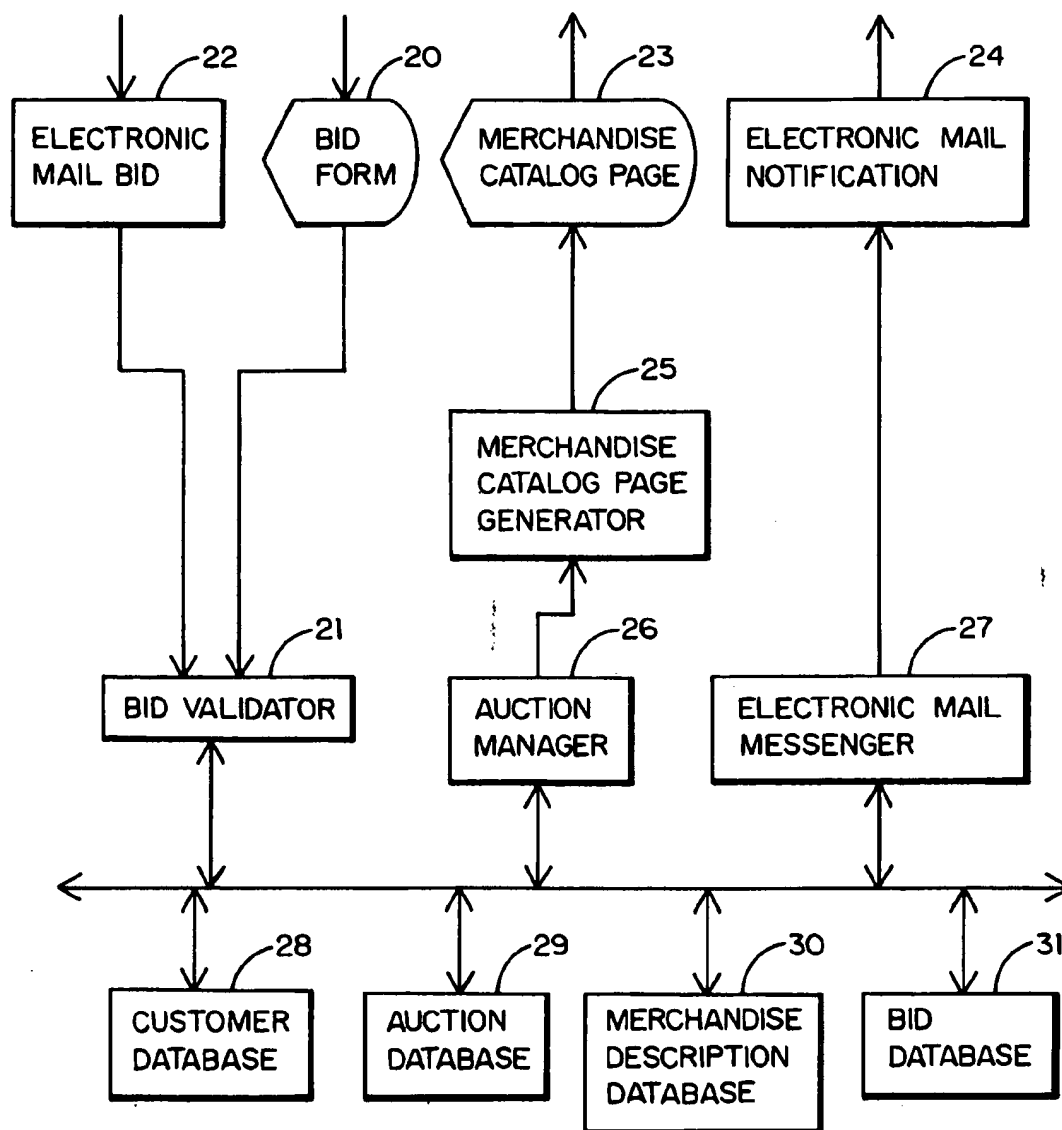 22
20
23
24
ELECTRONIC
MAIL BID
BID
FORM
MERCHANDISE
CATALOG PAGE
ELECTRONIC MAIL
NOTIFICATION
25
MERCHANDISE
CATALOG PAGE
GENERATOR
21
26
27
BID VALIDATOR
AUCTION
MANAGER
ELECTRONIC MAIL
MESSENGER
28
29
30
31
CUSTOMER
DATABASE
AUCTION
DATABASE
MERCHANDISE
DESCRIPTION
DATABASE
BID
DATABASE